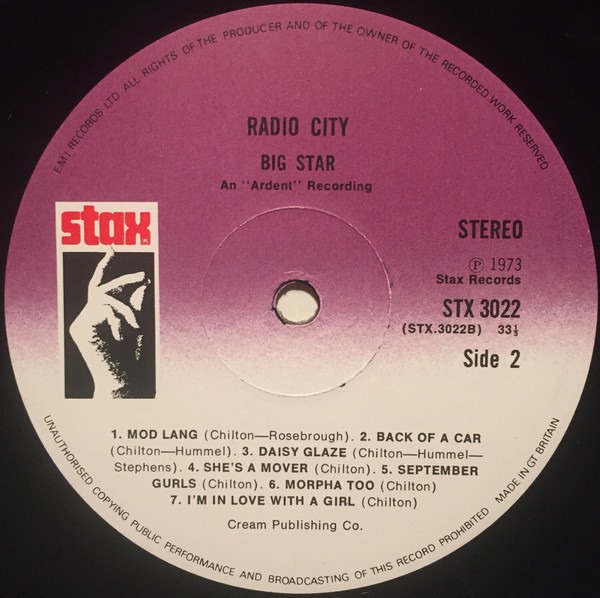 EMI RECORDS LTD ALL RIGHTS OF THE PRODUCER AND OF THE OWNER OF THE RECORDED WORK RESERVED
RADIO CITY
BIG STAR
An "Ardent" Recording
stax
STEREO
Ⓟ 1973
Stax Records
STX 3022
(STX.3022B) 33⅓
Side 2
1. MOD LANG (Chilton—Rosebrough). 2. BACK OF A CAR
(Chilton—Hummel). 3. DAISY GLAZE (Chilton—Hummel—
Stephens). 4. SHE'S A MOVER (Chilton). 5. SEPTEMBER
GURLS (Chilton). 6. MORPHA TOO (Chilton)
7. I'M IN LOVE WITH A GIRL (Chilton)
Cream Publishing Co.
UNAUTHORISED COPYING PUBLIC PERFORMANCE AND BROADCASTING OF THIS RECORD PROHIBITED MADE IN GT BRITAIN